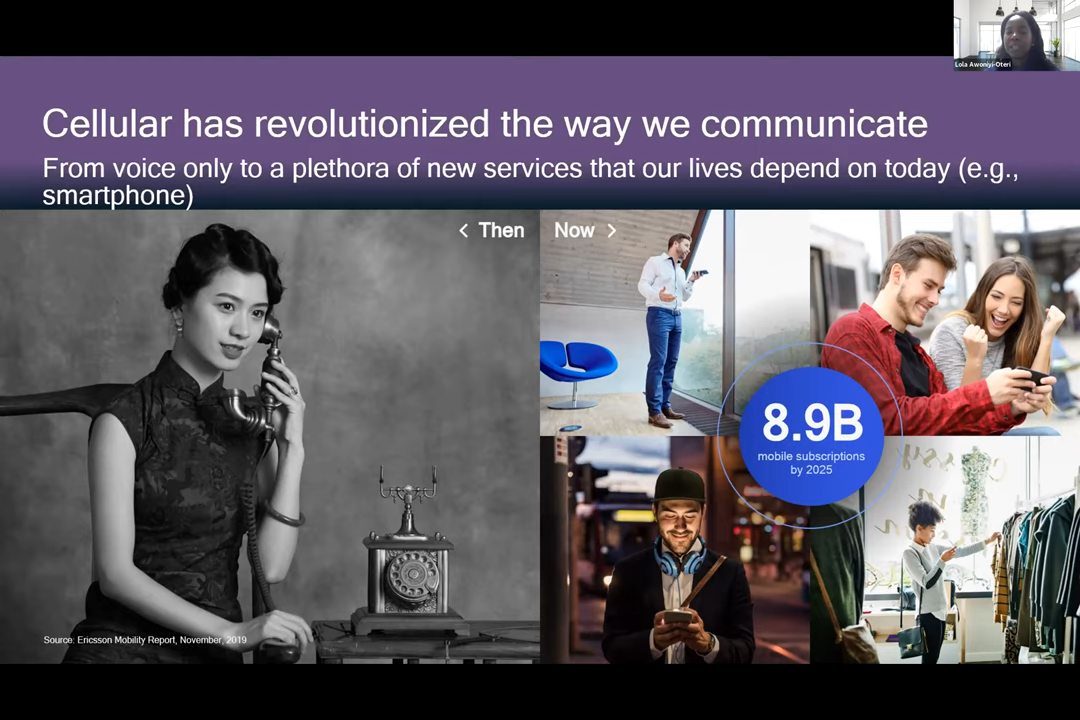 Lola Awoniyi-Oteri
Cellular has revolutionized the way we communicate
From voice only to a plethora of new services that our lives depend on today (e.g.,
smartphone)
Then
Now
8.9B
mobile subscriptions
by 2025
Source: Ericsson Mobility Report, November, 2019